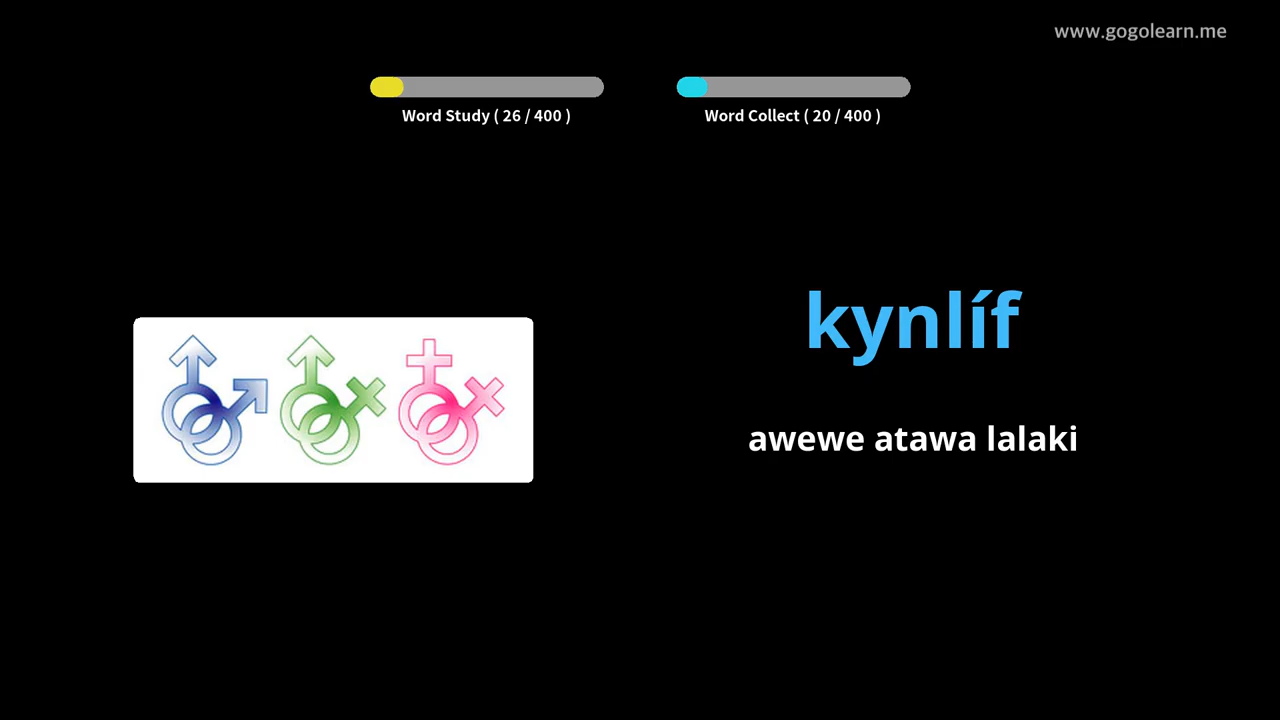 www.gogolearn.me
Word Study ( 26 / 400 )
Word Collect ( 20 / 400 )
kynlíf
awewe atawa lalaki